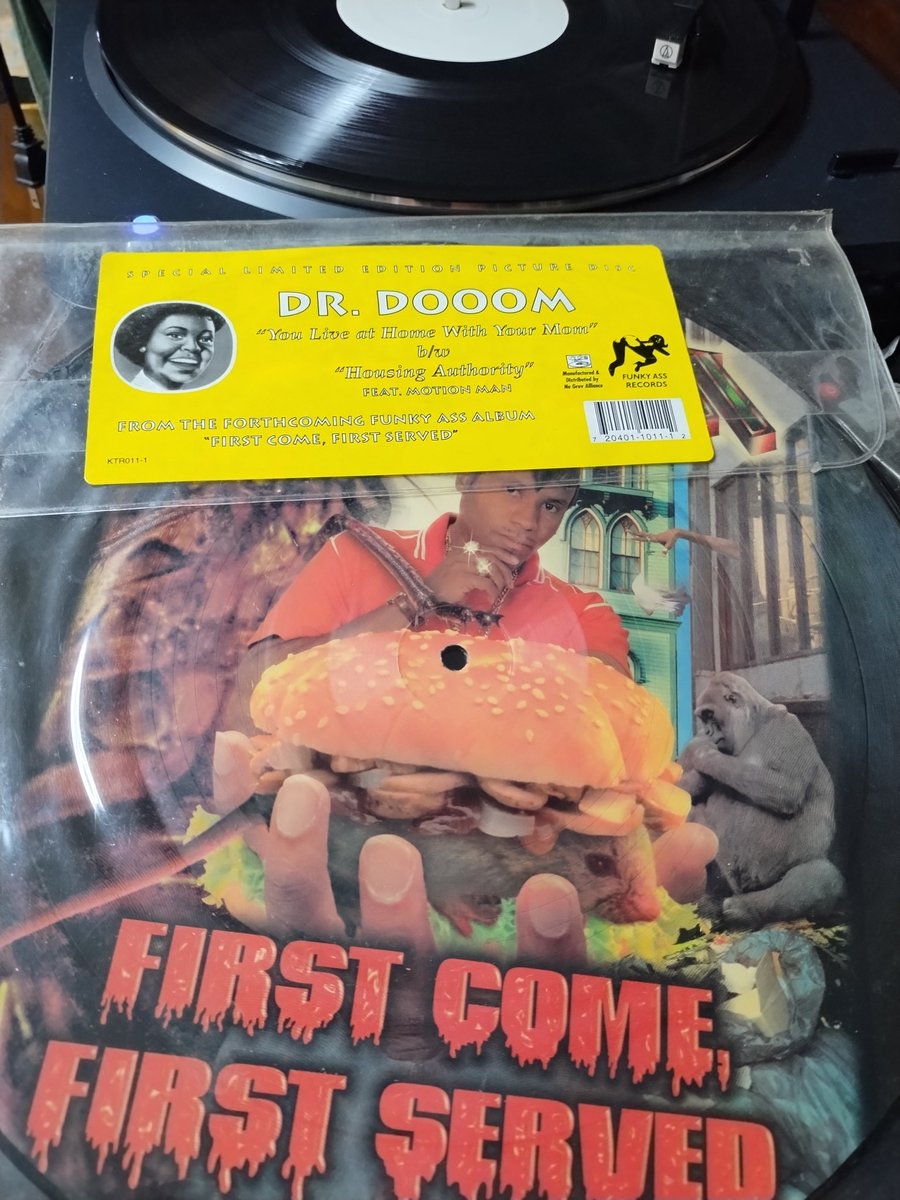 SPECIAL LIMITED EDITION PICTURE DISC
DR. DOOOM
"You Live at Home With Your Mom"
b/w
"Housing Authority"
FEAT. MOTION MAN
FROM THE FORTHCOMING FUNKY ASS ALBUM
"FIRST COME, FIRST SERVED"
KTR011-1
Manufactured &
Distributed by
Nu Gruv Alliance
FUNKY ASS
RECORDS
7 20401-1011-1 2
FIRST COME,
FIRST SERVED